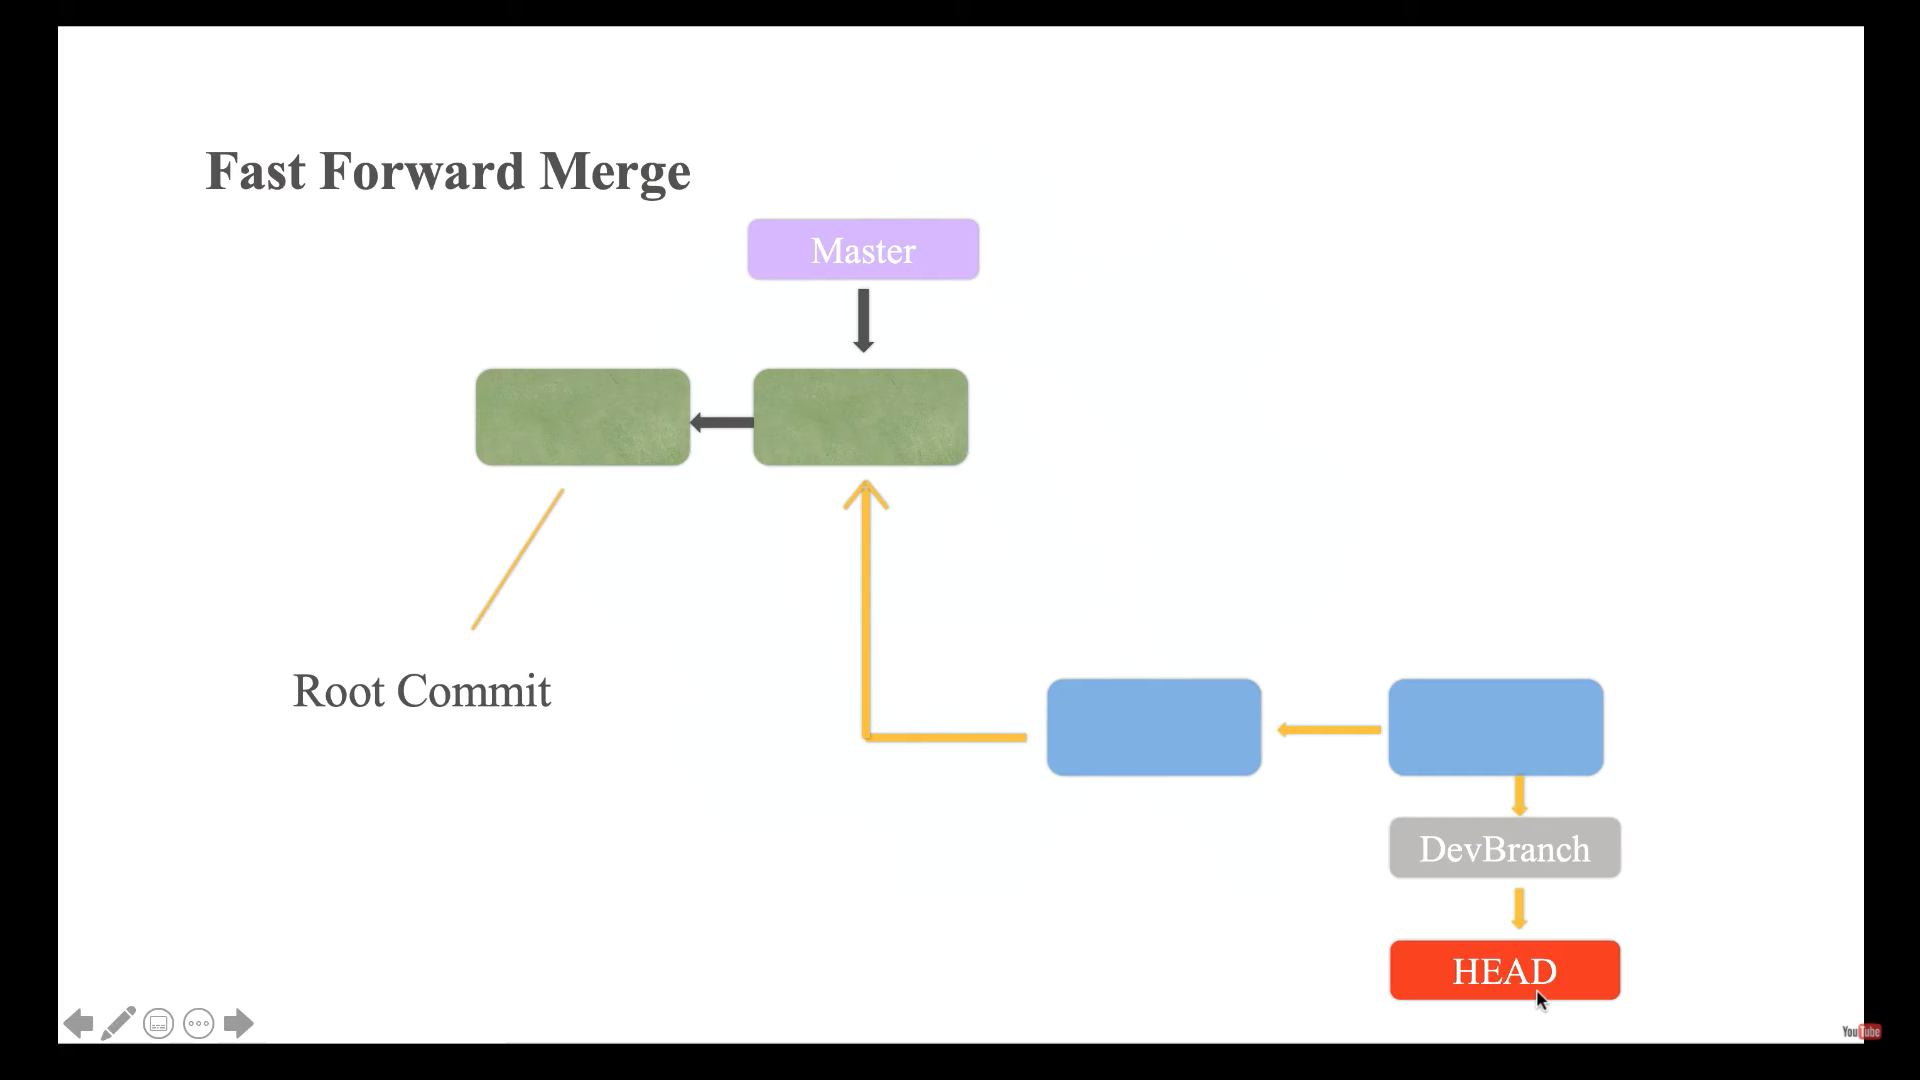 Fast Forward Merge
Master
Root Commit
DevBranch
HEAD
YouTube